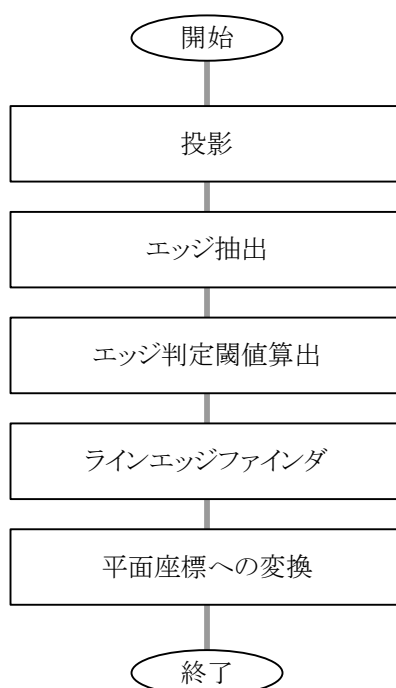 開始
投影
エッジ抽出
エッジ判定閾値算出
ラインエッジファインダ
平面座標への変換
終了